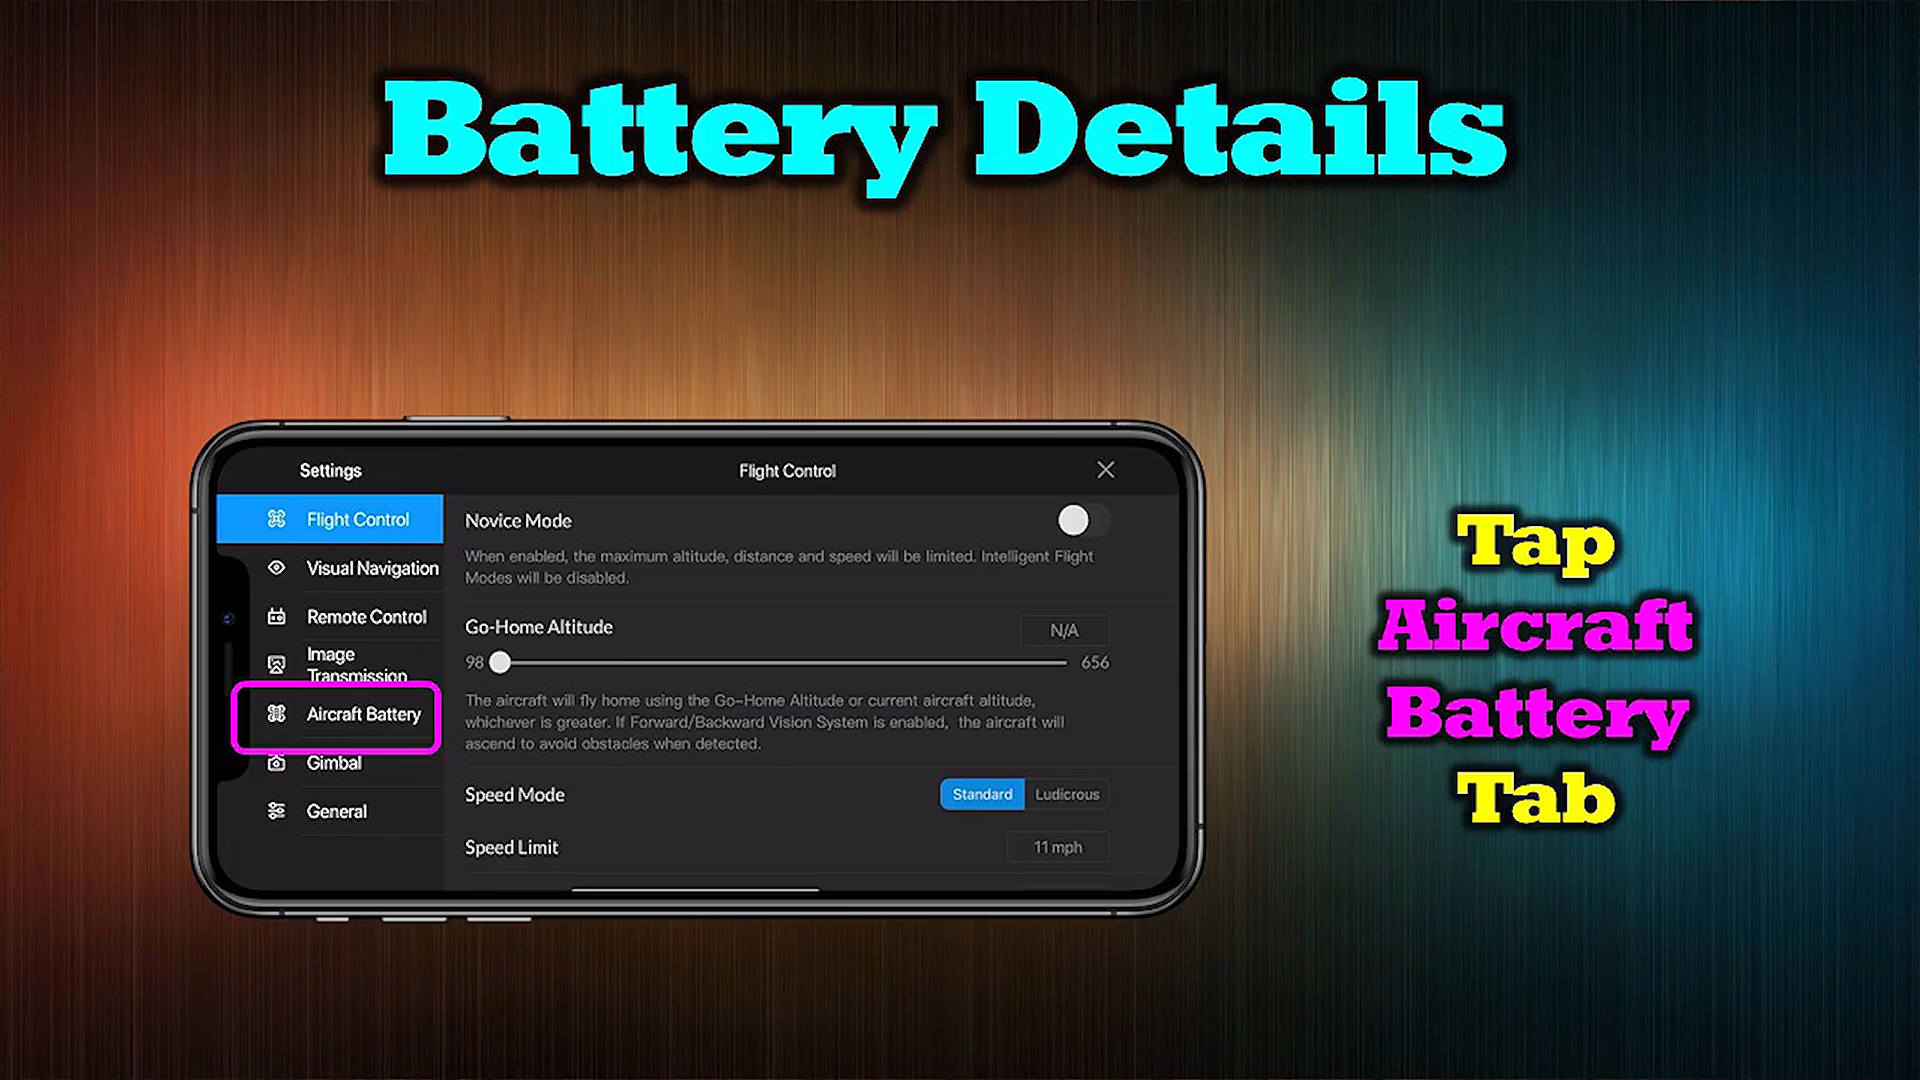 Battery Details
Settings
Flight Control
Flight Control
Visual Navigation
Remote Control
Image
Transmission
Aircraft Battery
Gimbal
General
Novice Mode
When enabled, the maximum altitude, distance and speed will be limited. Intelligent Flight
Modes will be disabled.
Go-Home Altitude
N/A
98
656
The aircraft will fly home using the Go-Home Altitude or current aircraft altitude,
whichever is greater. If Forward/Backward Vision System is enabled, the aircraft will
ascend to avoid obstacles when detected.
Speed Mode
Standard
Ludicrous
Speed Limit
11 mph
Tap
Aircraft
Battery
Tab